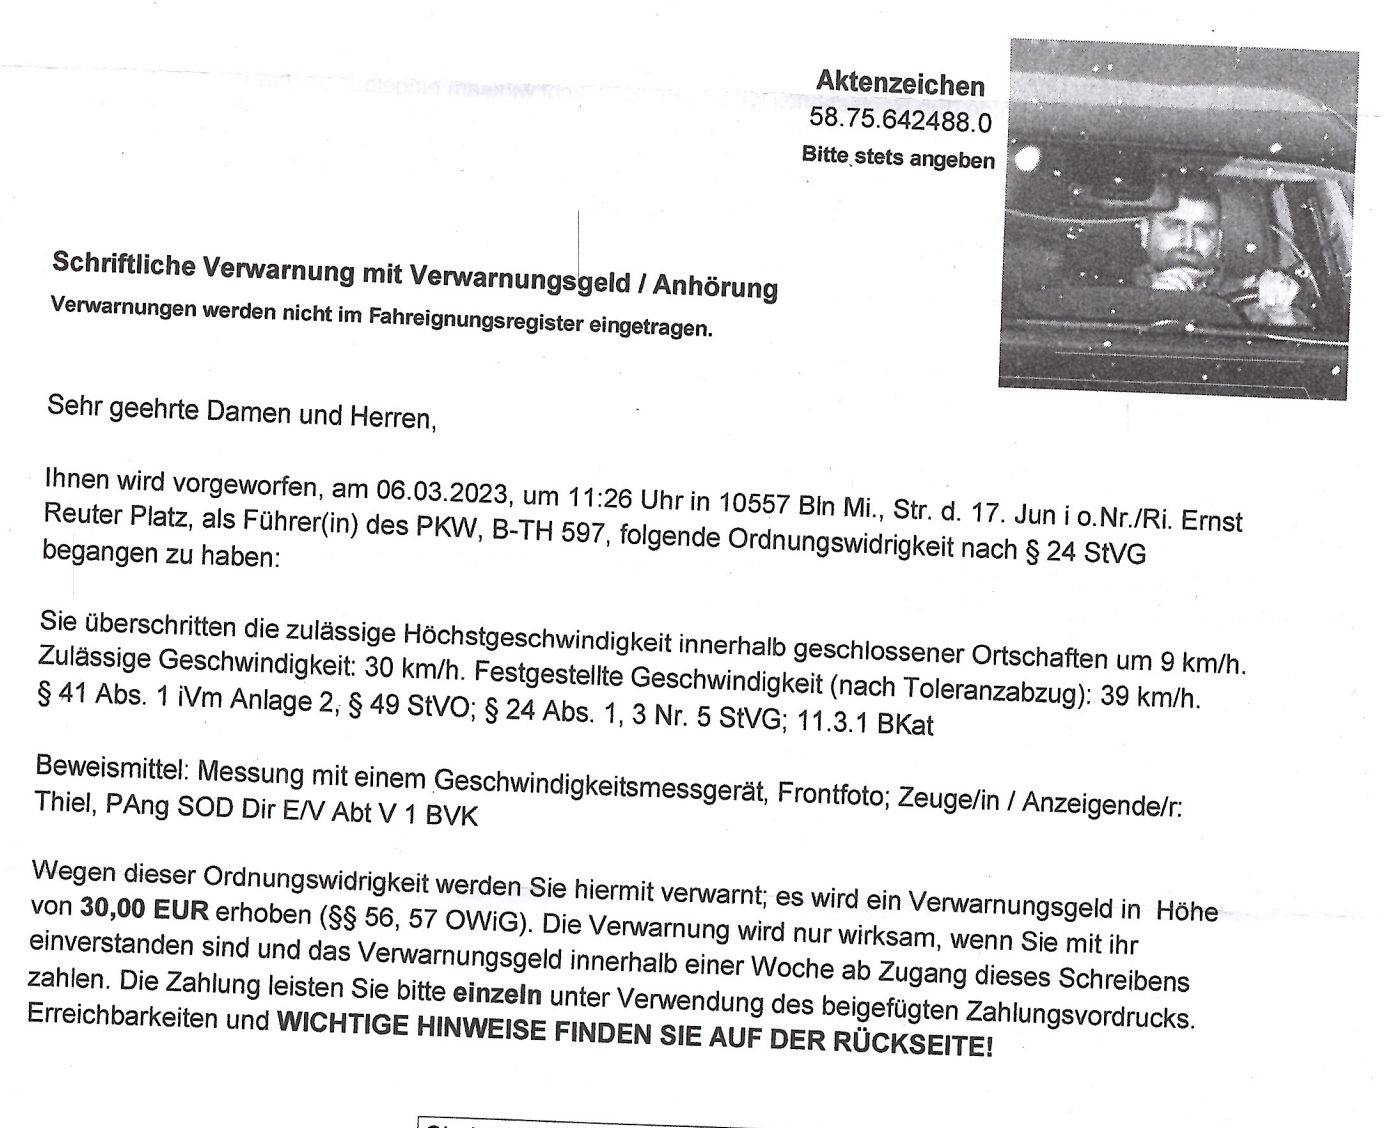 Aktenzeichen
58.75.642488.0
Bitte stets angeben
Schriftliche Verwarnung mit Verwarnungsgeld / Anhörung
Verwarnungen werden nicht im Fahreignungsregister eingetragen.
Sehr geehrte Damen und Herren,
Ihnen wird vorgeworfen, am 06.03.2023, um 11:26 Uhr in 10557 Bln Mi., Str. d. 17. Jun i o.Nr./Ri. Ernst
Reuter Platz, als Führer(in) des PKW, B-TH 597, folgende Ordnungswidrigkeit nach § 24 StVG
begangen zu haben:
Sie überschritten die zulässige Höchstgeschwindigkeit innerhalb geschlossener Ortschaften um 9 km/h.
Zulässige Geschwindigkeit: 30 km/h. Festgestellte Geschwindigkeit (nach Toleranzabzug): 39 km/h.
§ 41 Abs. 1 iVm Anlage 2, § 49 StVO; § 24 Abs. 1, 3 Nr. 5 StVG; 11.3.1 BKat
Beweismittel: Messung mit einem Geschwindigkeitsmessgerät, Frontfoto; Zeuge/in / Anzeigende/r:
Thiel, PAng SOD Dir E/V Abt V 1 BVK
Wegen dieser Ordnungswidrigkeit werden Sie hiermit verwarnt; es wird ein Verwarnungsgeld in Höhe
von 30,00 EUR erhoben (§§ 56, 57 OWiG). Die Verwarnung wird nur wirksam, wenn Sie mit ihr
einverstanden sind und das Verwarnungsgeld innerhalb einer Woche ab Zugang dieses Schreibens
zahlen. Die Zahlung leisten Sie bitte einzeln unter Verwendung des beigefügten Zahlungsvordrucks.
Erreichbarkeiten und WICHTIGE HINWEISE FINDEN SIE AUF DER RÜCKSEITE!